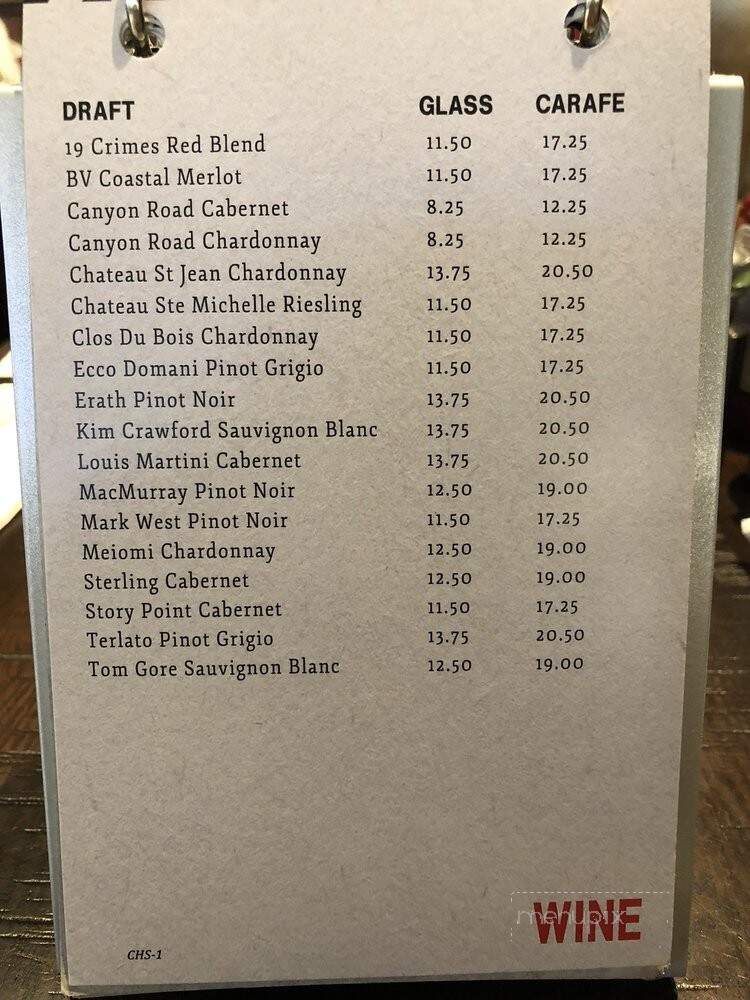 DRAFT GLASS CARAFE
19 Crimes Red Blend 11.50 17.25
BV Coastal Merlot 11.50 17.25
Canyon Road Cabernet 8.25 12.25
Canyon Road Chardonnay 8.25 12.25
Chateau St Jean Chardonnay 13.75 20.50
Chateau Ste Michelle Riesling 11.50 17.25
Clos Du Bois Chardonnay 11.50 17.25
Ecco Domani Pinot Grigio 11.50 17.25
Erath Pinot Noir 13.75 20.50
Kim Crawford Sauvignon Blanc 13.75 20.50
Louis Martini Cabernet 13.75 20.50
MacMurray Pinot Noir 12.50 19.00
Mark West Pinot Noir 11.50 17.25
Meiomi Chardonnay 12.50 19.00
Sterling Cabernet 12.50 19.00
Story Point Cabernet 11.50 17.25
Terlato Pinot Grigio 13.75 20.50
Tom Gore Sauvignon Blanc 12.50 19.00
menupix
WINE
CHS-1